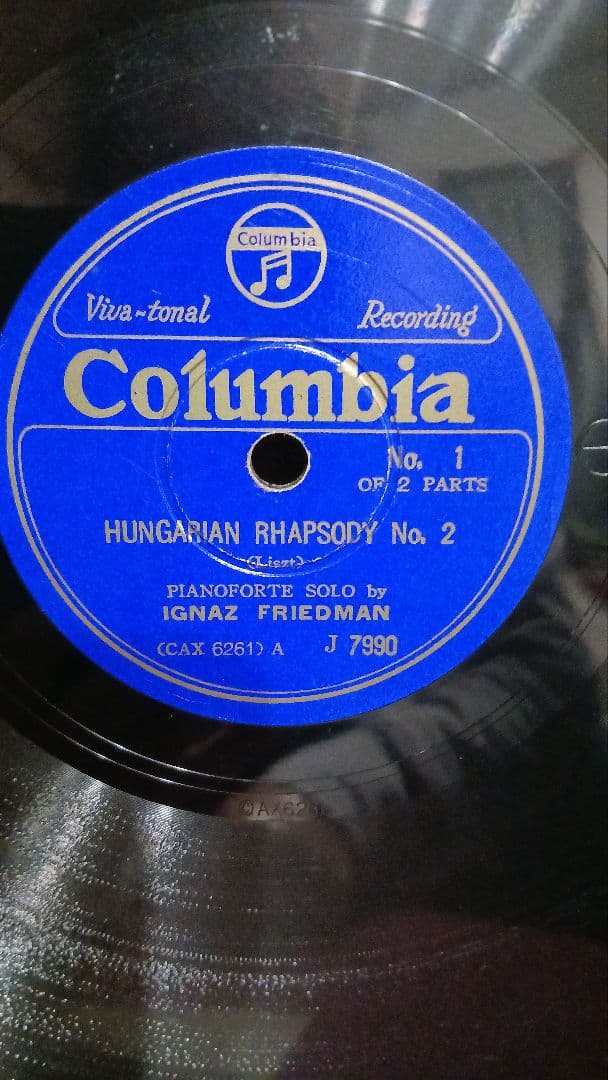 Columbia
Viva-tonal Recording
Columbia
No. 1
OF 2 PARTS
HUNGARIAN RHAPSODY No. 2
(Liszt)
PIANOFORTE SOLO by
IGNAZ FRIEDMAN
(CAX 6261) A J 7990